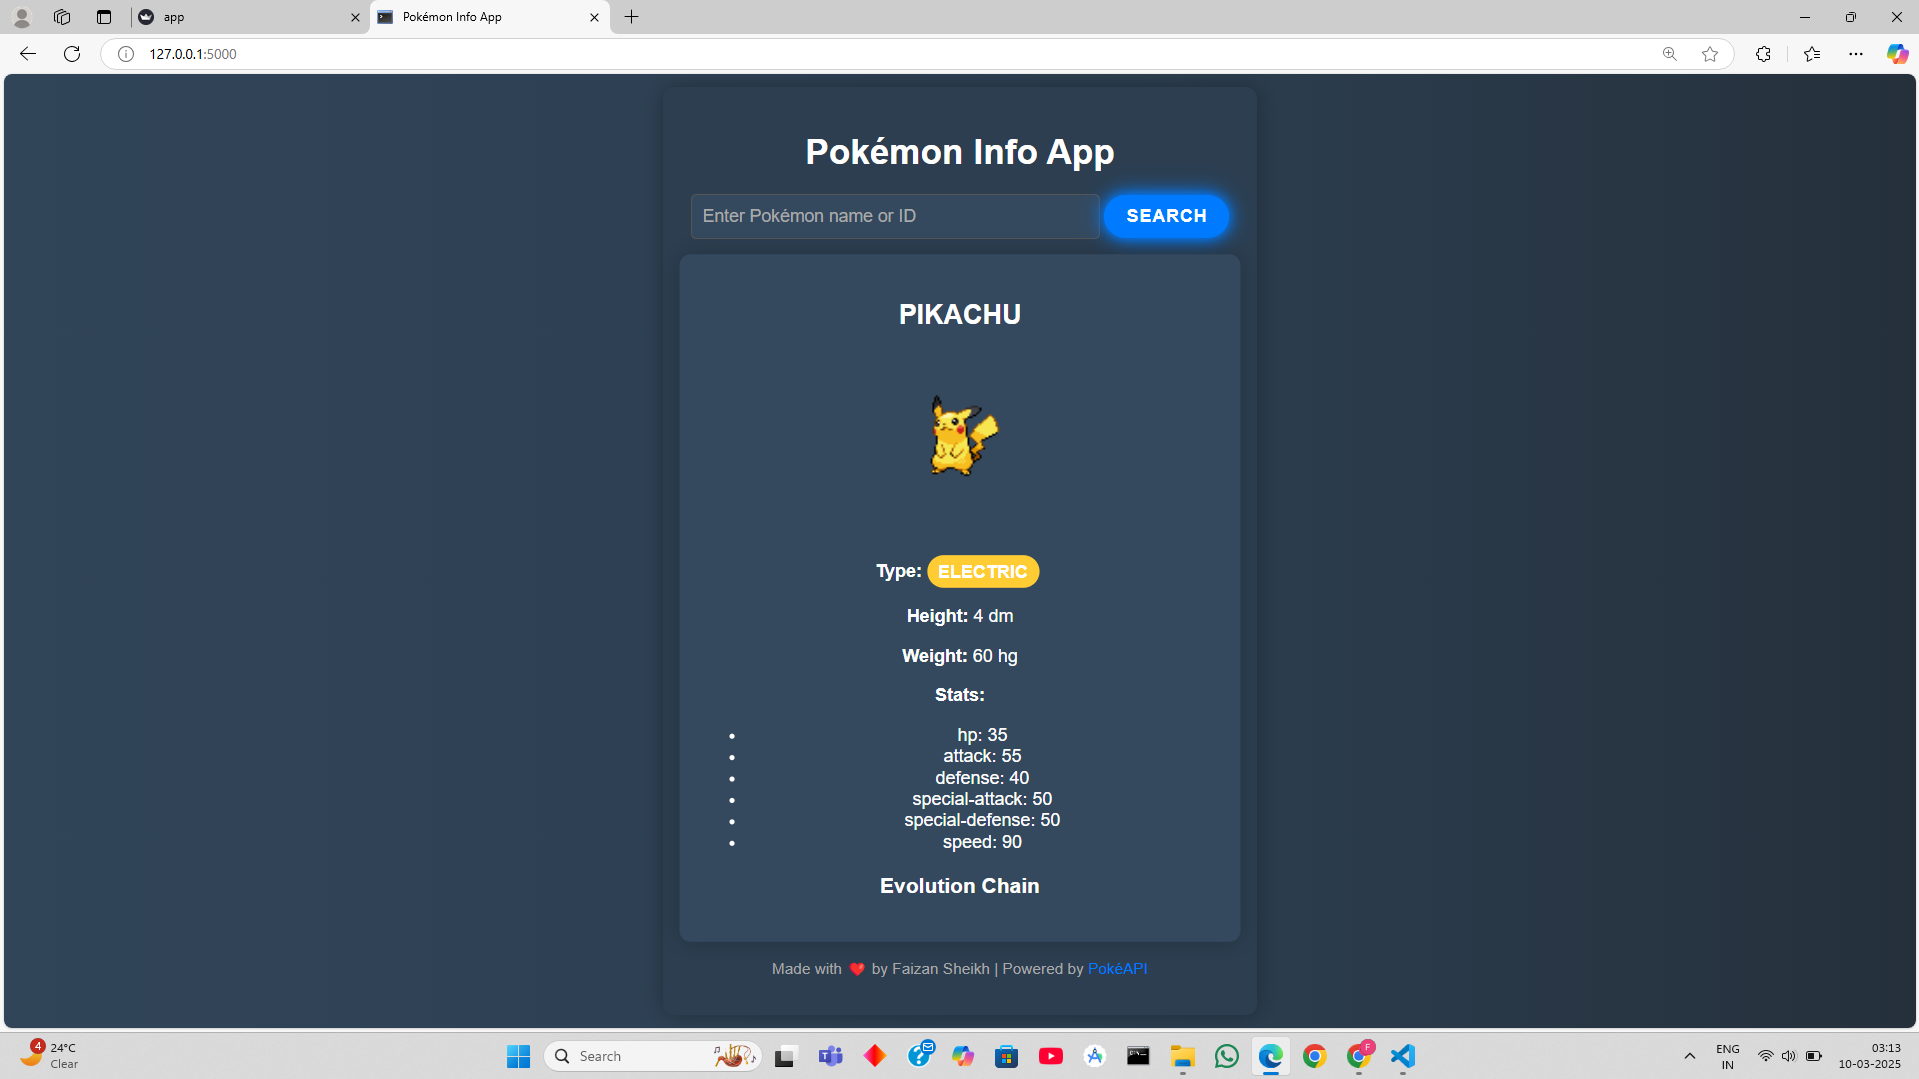 app
Pokémon Info App
127.0.0.1:5000
Pokémon Info App
Enter Pokémon name or ID
SEARCH
PIKACHU
Type: ELECTRIC
Height: 4 dm
Weight: 60 hg
Stats:
• hp: 35
• attack: 55
• defense: 40
• special-attack: 50
• special-defense: 50
• speed: 90
Evolution Chain
Made with ❤️ by Faizan Sheikh | Powered by PokéAPI
4
24°C
Clear
Search
F
ENG
IN
03:13
10-03-2025